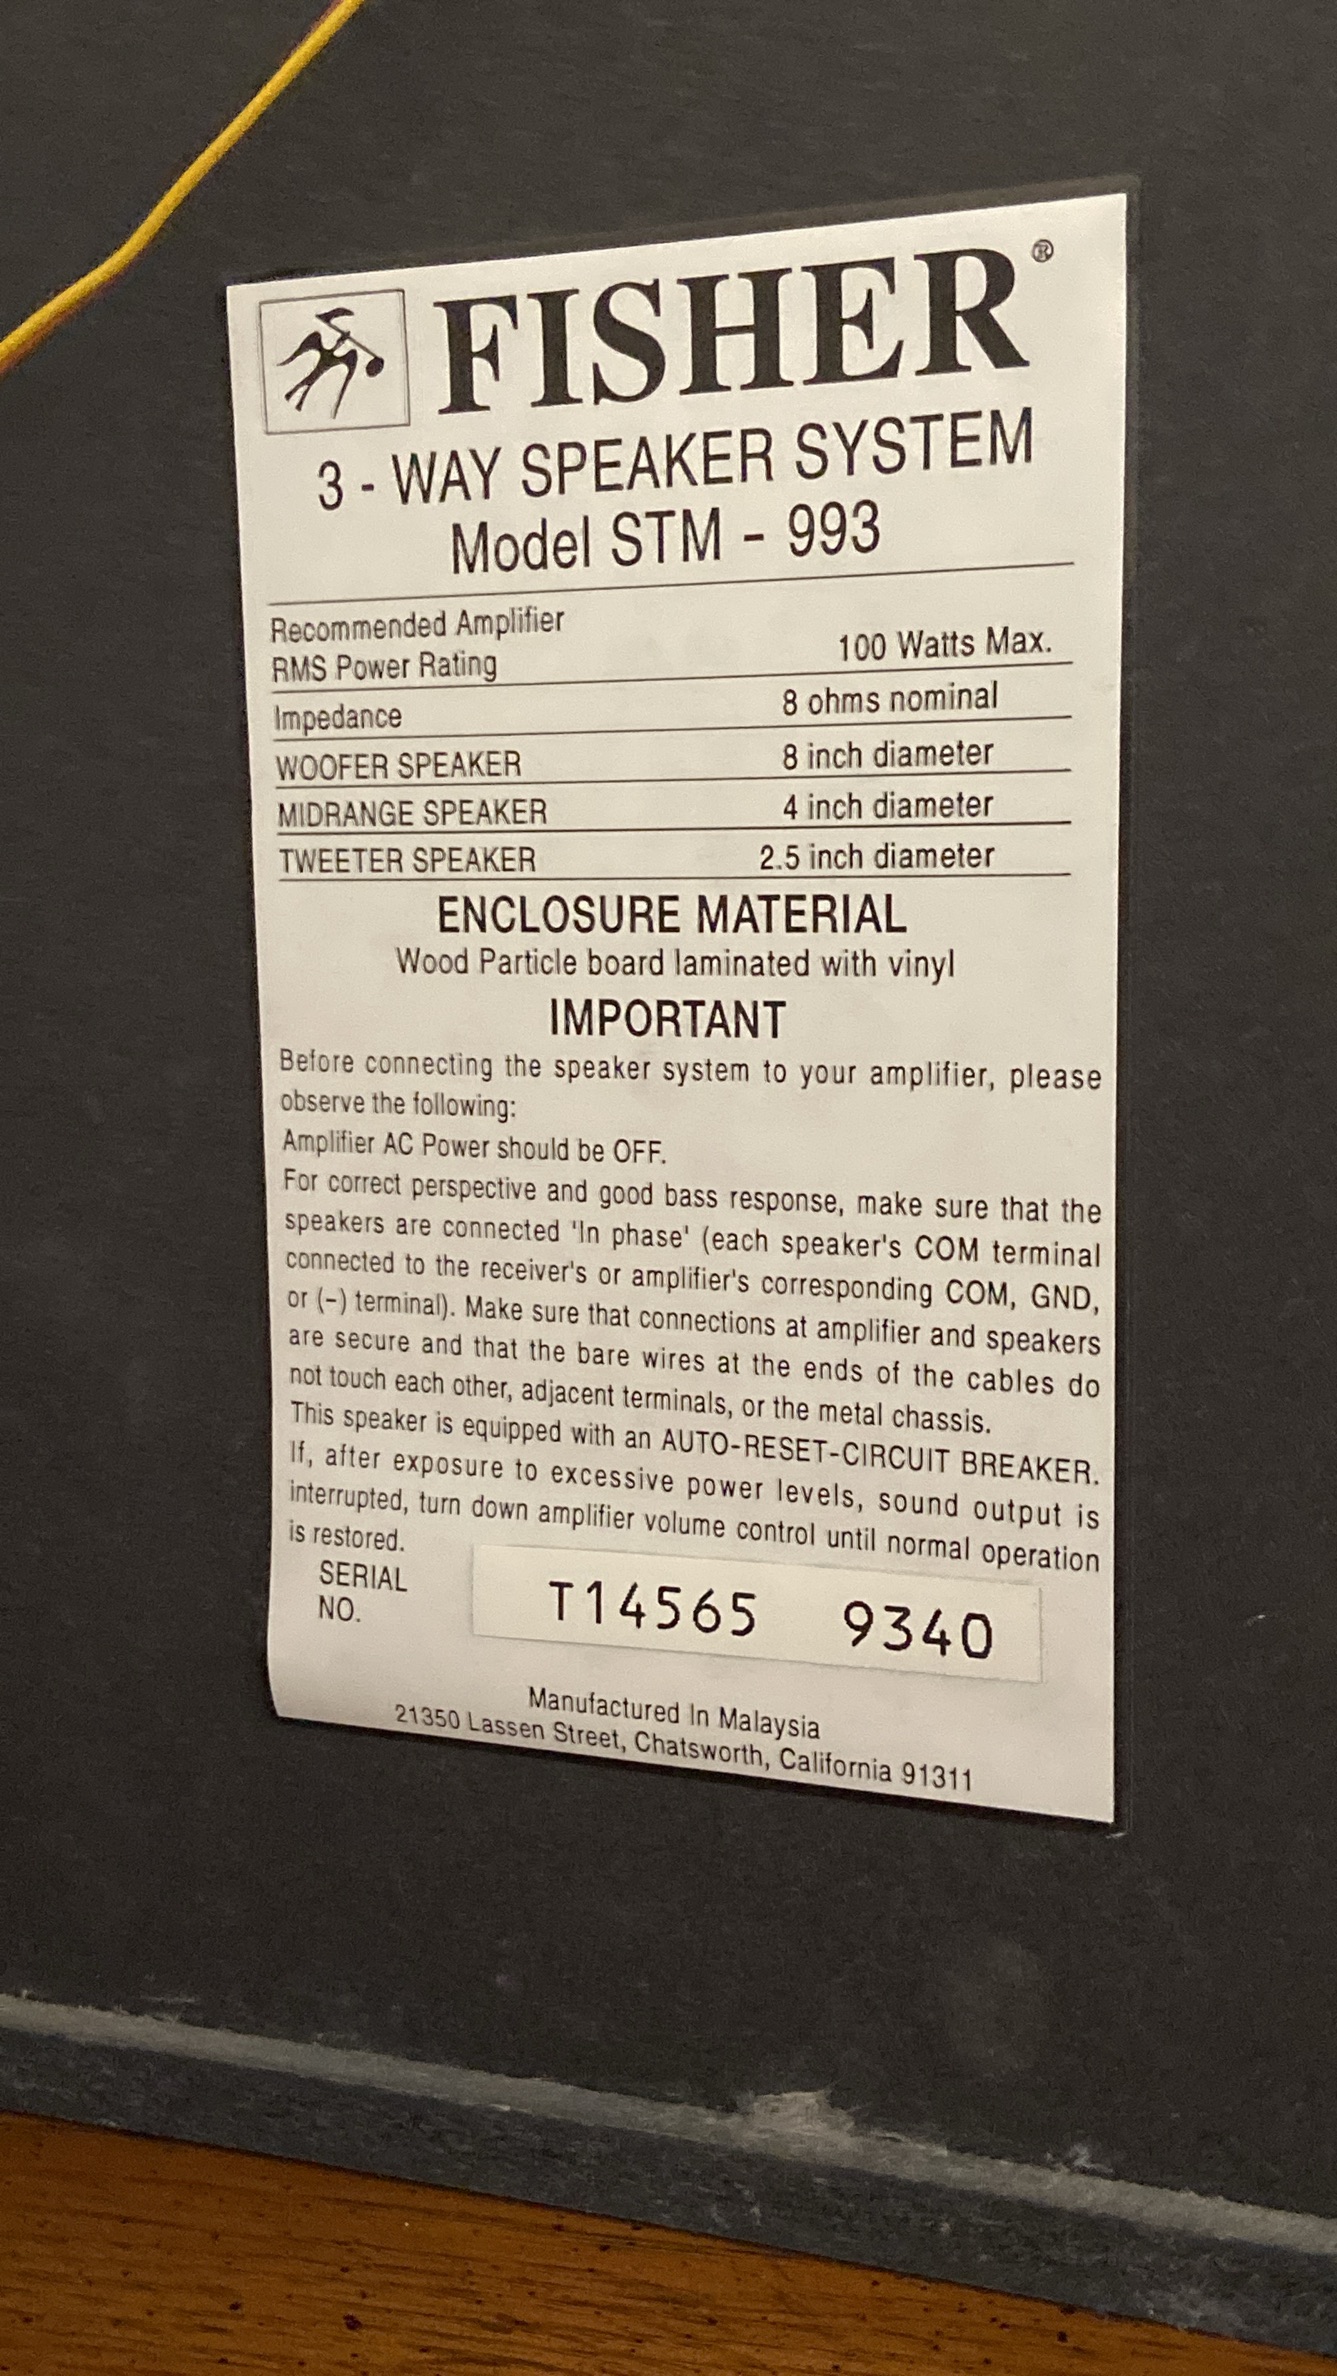 FISHER®
3 - WAY SPEAKER SYSTEM
Model STM - 993
Recommended Amplifier
RMS Power Rating 100 Watts Max.
Impedance 8 ohms nominal
WOOFER SPEAKER 8 inch diameter
MIDRANGE SPEAKER 4 inch diameter
TWEETER SPEAKER 2.5 inch diameter
ENCLOSURE MATERIAL
Wood Particle board laminated with vinyl
IMPORTANT
Before connecting the speaker system to your amplifier, please
observe the following:
Amplifier AC Power should be OFF.
For correct perspective and good bass response, make sure that the
speakers are connected 'In phase' (each speaker's COM terminal
connected to the receiver's or amplifier's corresponding COM, GND,
or (–) terminal). Make sure that connections at amplifier and speakers
are secure and that the bare wires at the ends of the cables do
not touch each other, adjacent terminals, or the metal chassis.
This speaker is equipped with an AUTO-RESET-CIRCUIT BREAKER.
If, after exposure to excessive power levels, sound output is
interrupted, turn down amplifier volume control until normal operation
is restored.
SERIAL
NO. T14565 9340
Manufactured In Malaysia
21350 Lassen Street, Chatsworth, California 91311